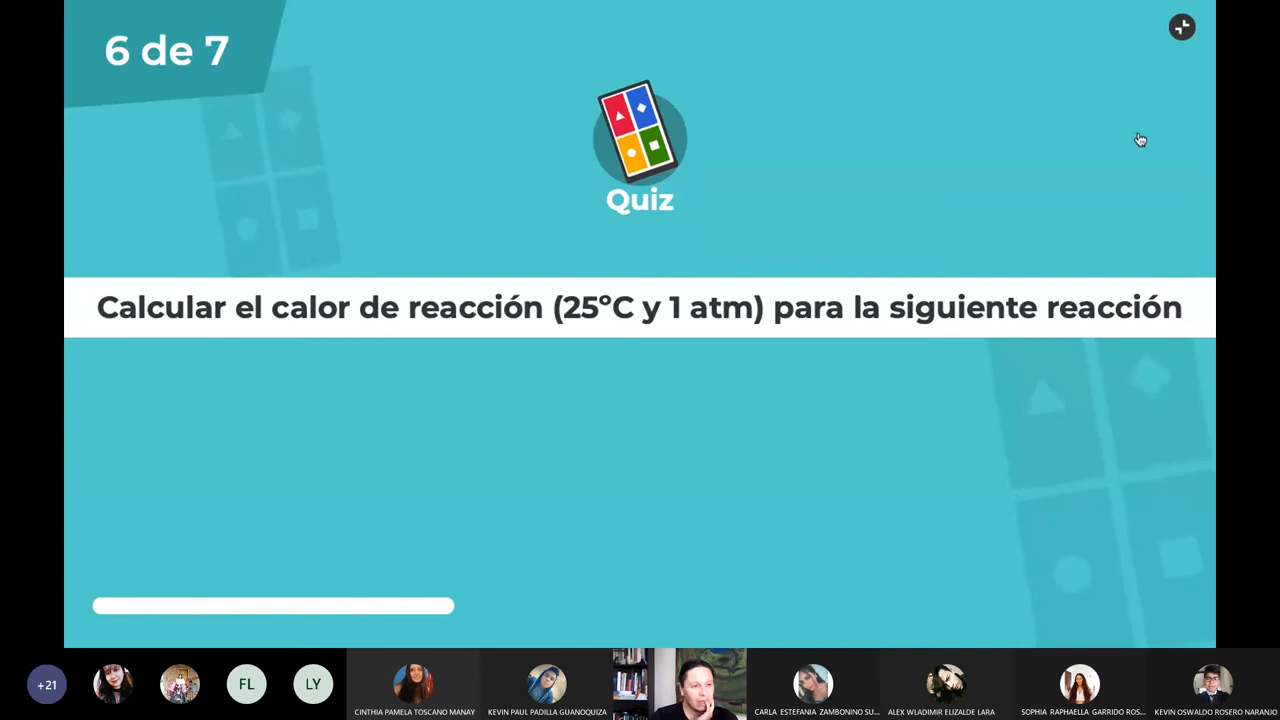 6 de 7
Quiz
Calcular el calor de reacción (25ºC y 1 atm) para la siguiente reacción
+21
FL
LY
CINTHIA PAMELA TOSCANO MANAY
KEVIN PAUL PADILLA GUANOQUIZA
CARLA ESTEFANIA ZAMBONINO SU...
ALEX WLADIMIR ELIZALDE LARA
SOPHIA RAPHAELLA GARRIDO ROS...
KEVIN OSWALDO ROSERO NARANJO